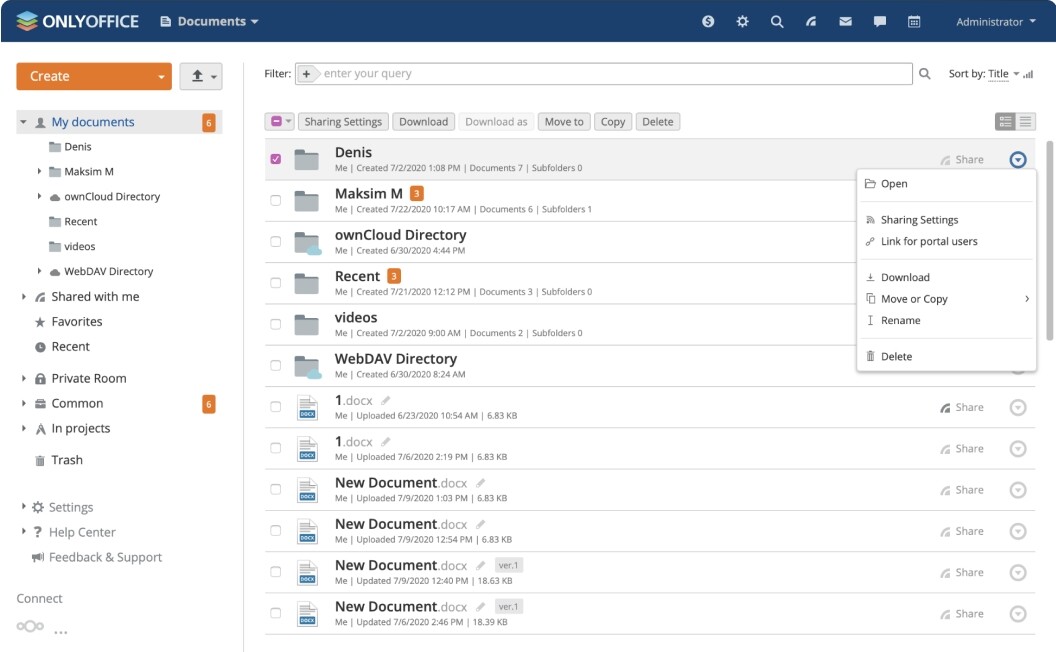 ONLYOFFICE Documents Administrator
Create
Filter: enter your query Sort by: Title
My documents 6
Denis
Maksim M
ownCloud Directory
Recent
videos
WebDAV Directory
Shared with me
Favorites
Recent
Private Room
Common 6
In projects
Trash
Settings
Help Center
Feedback & Support
Connect
...
Sharing Settings Download Download as Move to Copy Delete
Denis
Me | Created 7/2/2020 1:08 PM | Documents 7 | Subfolders 0
Share
Maksim M 3
Me | Created 7/22/2020 10:17 AM | Documents 6 | Subfolders 1
ownCloud Directory
Me | Created 6/30/2020 4:44 PM
Recent 3
Me | Created 7/21/2020 12:12 PM | Documents 3 | Subfolders 0
videos
Me | Created 7/2/2020 9:00 AM | Documents 2 | Subfolders 0
WebDAV Directory
Me | Created 6/30/2020 8:24 AM
Open
Sharing Settings
Link for portal users
Download
Move or Copy
Rename
Delete
1.docx
Me | Uploaded 6/23/2020 10:54 AM | 6.83 KB
Share
DOCX
1.docx
Me | Uploaded 7/6/2020 2:19 PM | 6.83 KB
Share
DOCX
New Document.docx
Me | Uploaded 7/9/2020 1:03 PM | 6.83 KB
Share
DOCX
New Document.docx
Me | Uploaded 7/9/2020 12:54 PM | 6.83 KB
Share
DOCX
New Document.docx ver.1
Me | Updated 7/9/2020 12:40 PM | 18.63 KB
Share
DOCX
New Document.docx ver.1
Me | Updated 7/6/2020 2:46 PM | 18.39 KB
Share
DOCX